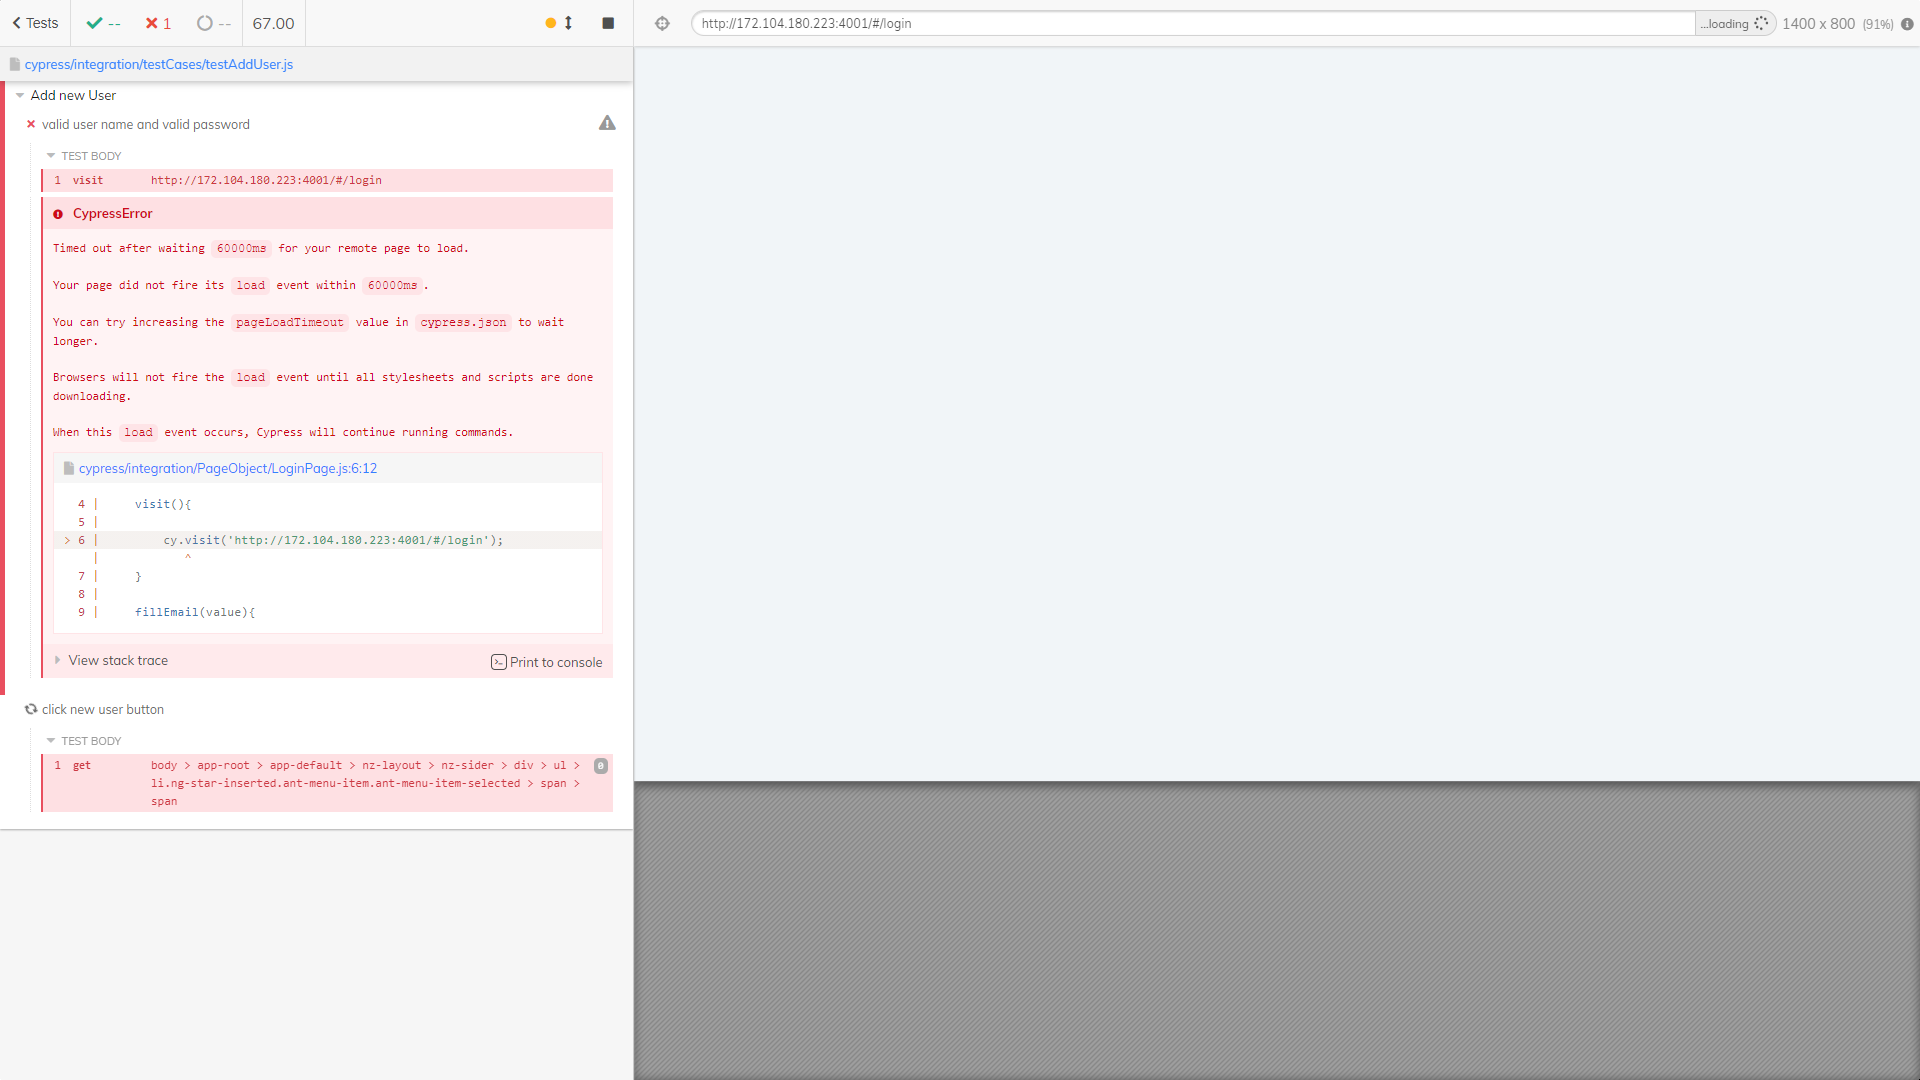 Tests
--
1
--
67.00
http://172.104.180.223:4001/#/login
...loading
1400 x 800 (91%)
cypress/integration/testCases/testAddUser.js
Add new User
valid user name and valid password
TEST BODY
1 visit http://172.104.180.223:4001/#/login
CypressError
Timed out after waiting 60000ms for your remote page to load.
Your page did not fire its load event within 60000ms.
You can try increasing the pageLoadTimeout value in cypress.json to wait
longer.
Browsers will not fire the load event until all stylesheets and scripts are done
downloading.
When this load event occurs, Cypress will continue running commands.
cypress/integration/PageObject/LoginPage.js:6:12
4 | visit(){
5 |
> 6 | cy.visit('http://172.104.180.223:4001/#/login');
| ^
7 | }
8 |
9 | fillEmail(value){
View stack trace
Print to console
click new user button
TEST BODY
1 get body > app-root > app-default > nz-layout > nz-sider > div > ul > 0
li.ng-star-inserted.ant-menu-item.ant-menu-item-selected > span >
span